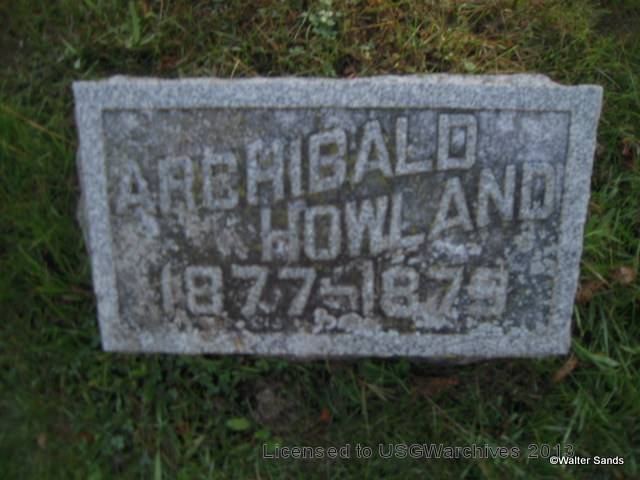 ARCHIBALD
HOWLAND
1877-1879
Licensed to USGWarchives 2013
©Walter Sands